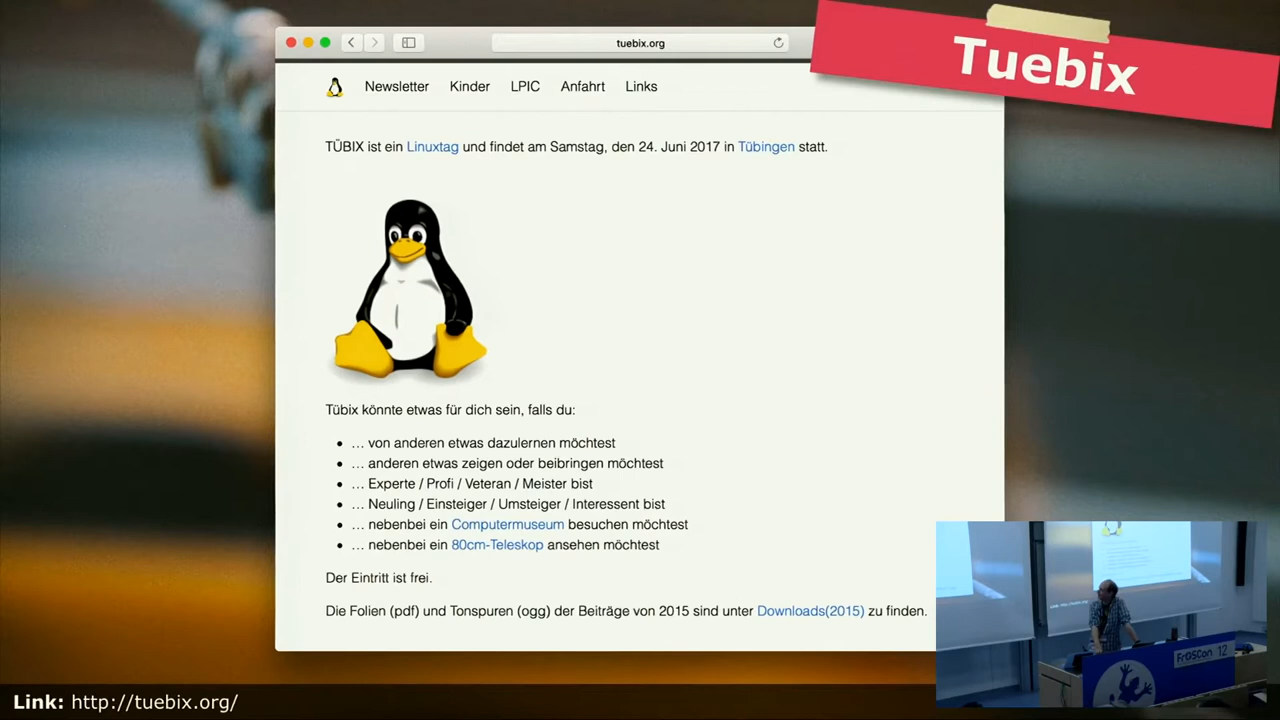 Tuebix
tuebix.org
Newsletter Kinder LPIC Anfahrt Links
TÜBIX ist ein Linuxtag und findet am Samstag, den 24. Juni 2017 in Tübingen statt.
Tübix könnte etwas für dich sein, falls du:
• … von anderen etwas dazulernen möchtest
• … anderen etwas zeigen oder beibringen möchtest
• … Experte / Profi / Veteran / Meister bist
• … Neuling / Einsteiger / Umsteiger / Interessent bist
• … nebenbei ein Computermuseum besuchen möchtest
• … nebenbei ein 80cm-Teleskop ansehen möchtest
Der Eintritt ist frei.
Die Folien (pdf) und Tonspuren (ogg) der Beiträge von 2015 sind unter Downloads(2015) zu finden.
FrOSCon 12
Link: http://tuebix.org/